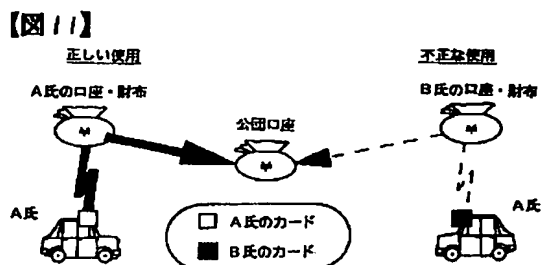 【図11】
正しい使用
不正な使用
A氏の口座・財布
B氏の口座・財布
公団口座
¥
¥
¥
A氏
A氏
A氏のカード
B氏のカード